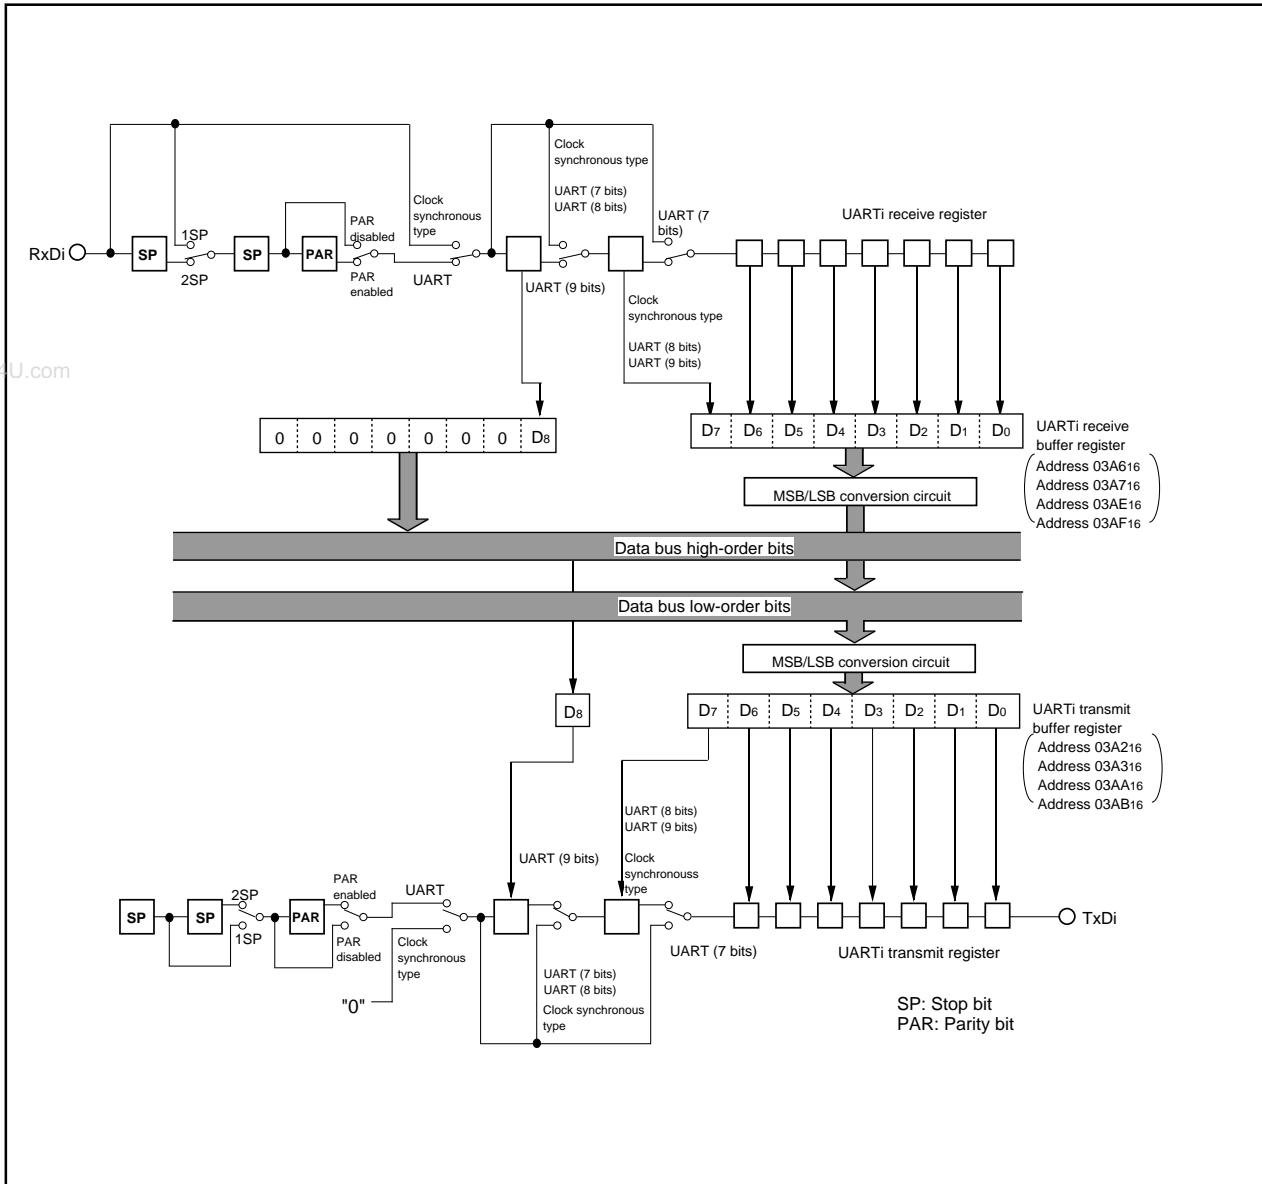 Clock
synchronous type
UART (7 bits)
UART (8 bits)
Clock
synchronous
type
PAR
disabled
UART (7
bits)
UARTi receive register
1SP
RxDi
SP
SP
PAR
2SP
PAR
enabled
UART
UART (9 bits)
Clock
synchronous type
UART (8 bits)
UART (9 bits)
4U.com
0 0 0 0 0 0 0 D8
D7 D6 D5 D4 D3 D2 D1 D0
UARTi receive
buffer register
Address 03A616
Address 03A716
Address 03AE16
Address 03AF16
MSB/LSB conversion circuit
Data bus high-order bits
Data bus low-order bits
MSB/LSB conversion circuit
D8
D7 D6 D5 D4 D3 D2 D1 D0
UARTi transmit
buffer register
Address 03A216
Address 03A316
Address 03AA16
Address 03AB16
UART (8 bits)
UART (9 bits)
UART (9 bits)
Clock
synchronouss
type
PAR
enabled
2SP
UART
SP
SP
PAR
TxDi
1SP
PAR
disabled
Clock
synchronous
type
UART (7 bits)
UARTi transmit register
UART (7 bits)
UART (8 bits)
Clock synchronous
type
"0"
SP: Stop bit
PAR: Parity bit